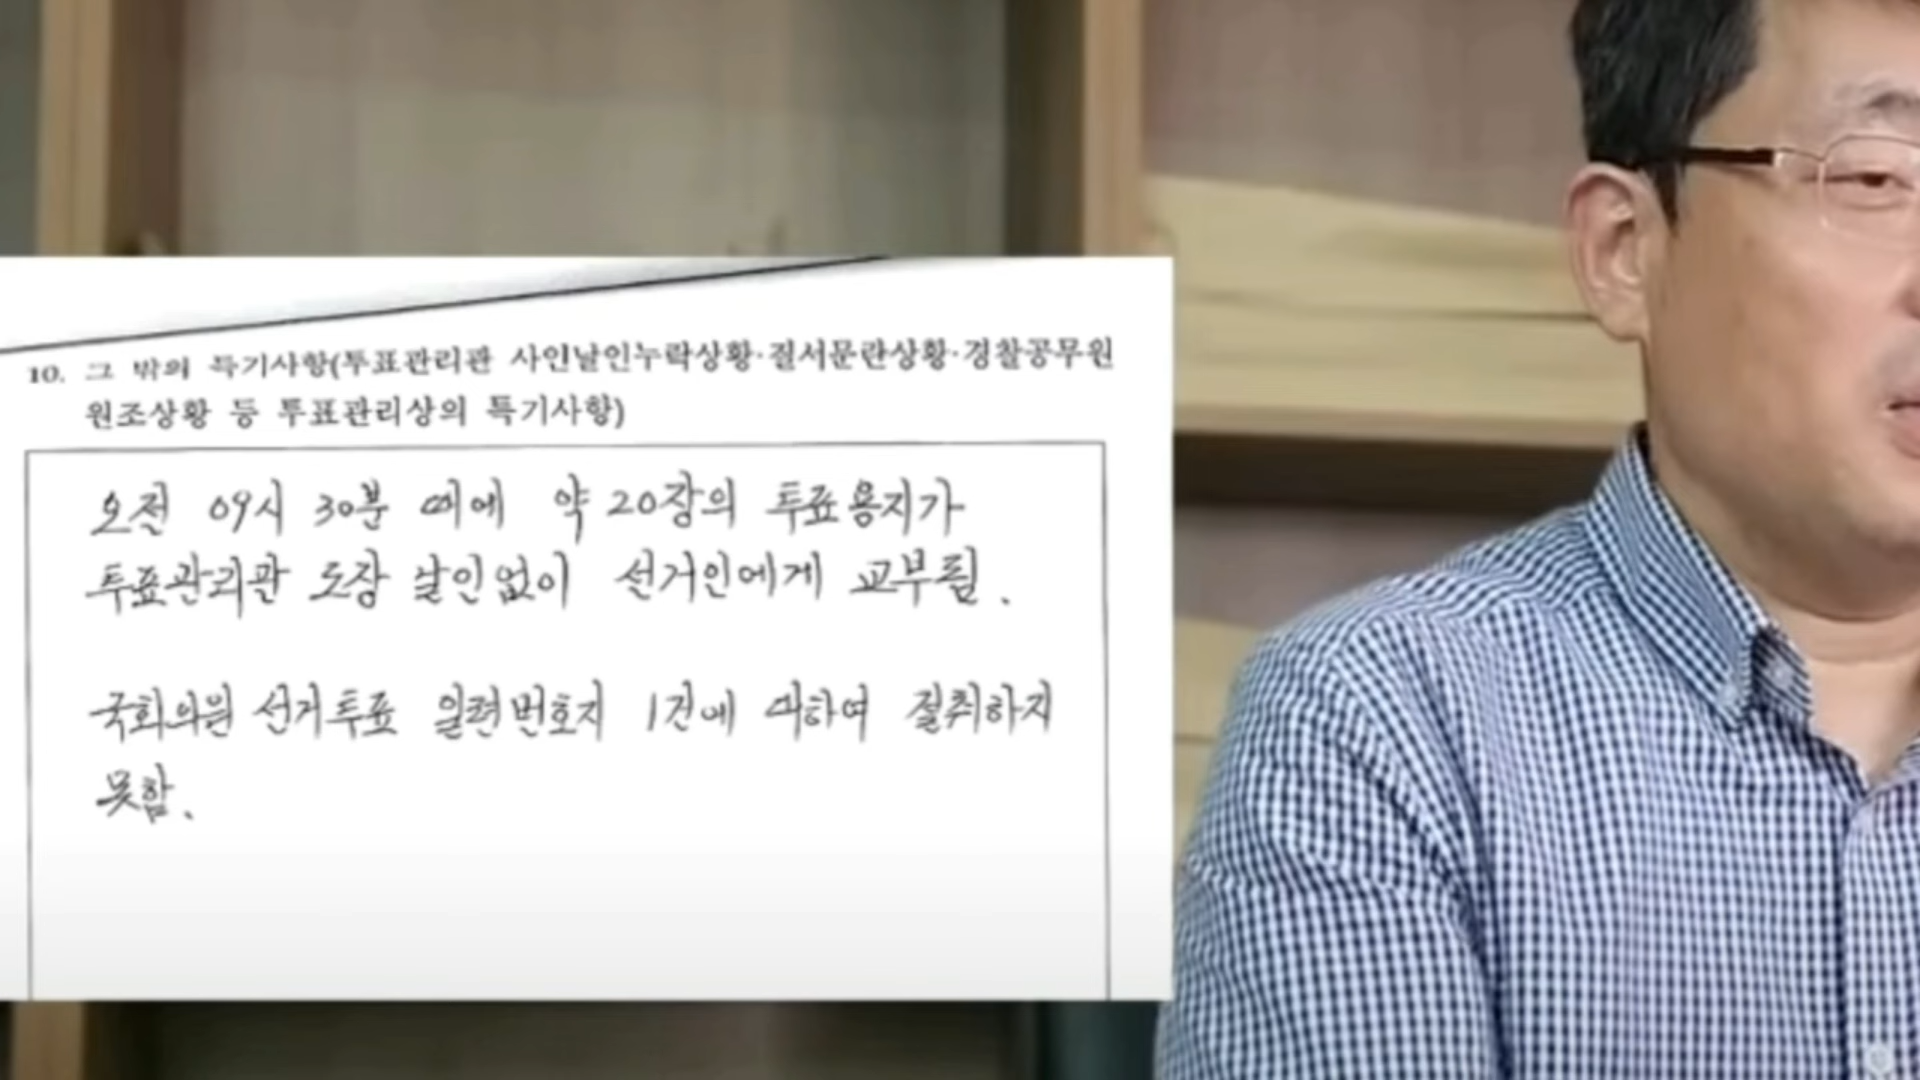 10. 그 밖의 특기사항(투표관리관 사인날인누락상황·질서문란상황·경찰공무원
원조상황 등 투표관리상의 특기사항)
오전 09시 30분 때에 약 20장의 투표용지가
투표관리관 도장 날인없이 선거인에게 교부됨.
국회의원 선거투표 일련번호지 1건에 대하여 절취하지
못함.